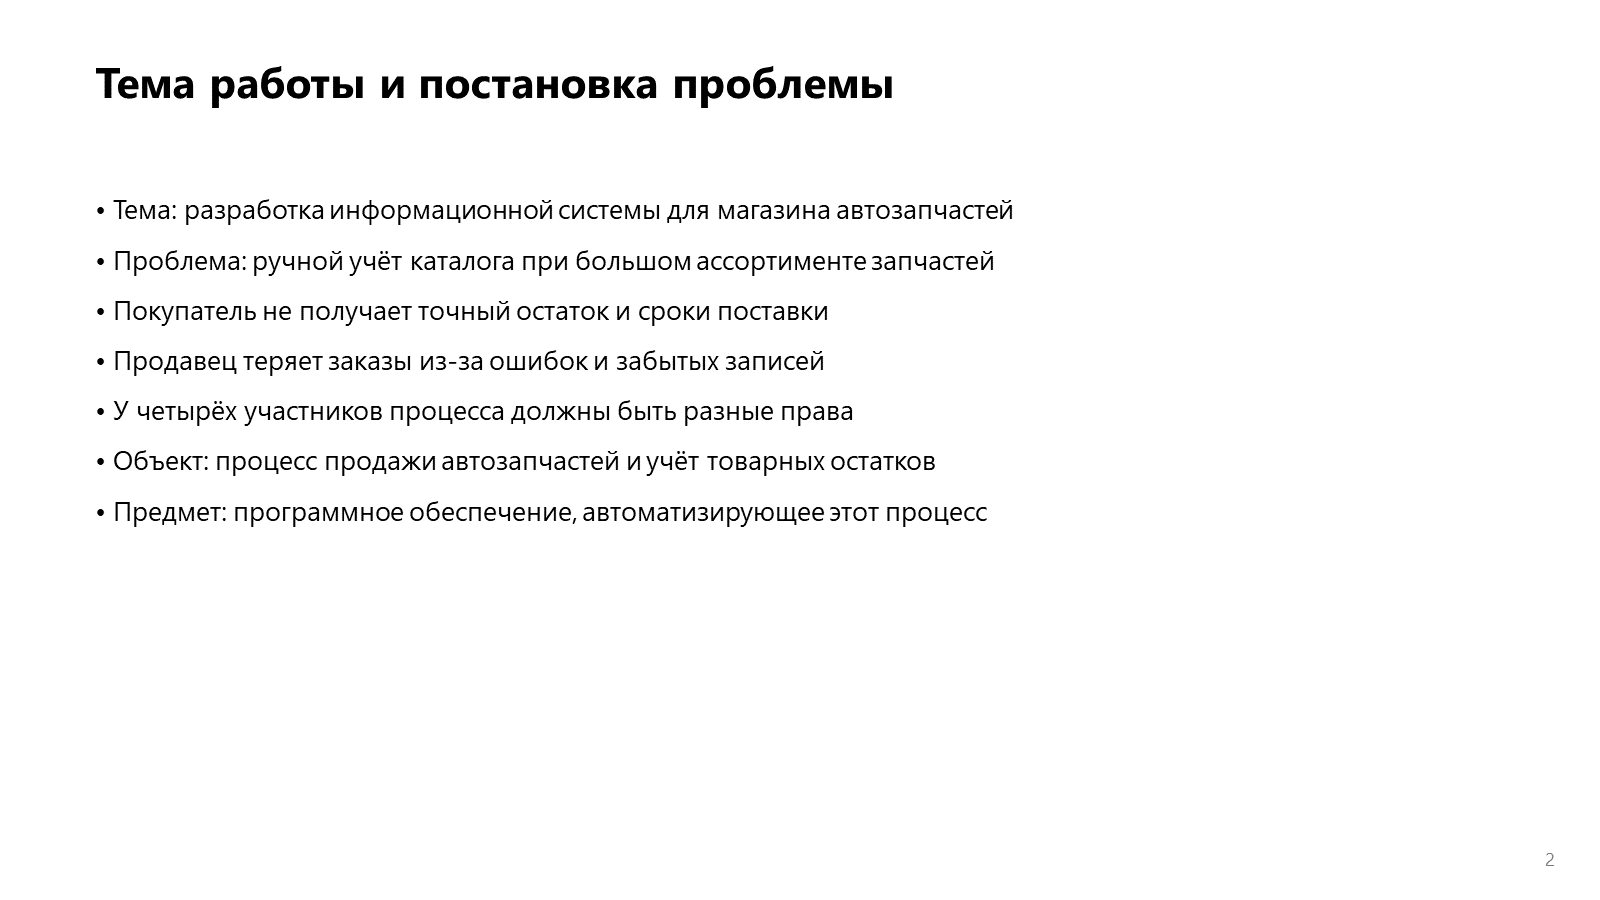 Тема работы и постановка проблемы
• Тема: разработка информационной системы для магазина автозапчастей
• Проблема: ручной учёт каталога при большом ассортименте запчастей
• Покупатель не получает точный остаток и сроки поставки
• Продавец теряет заказы из-за ошибок и забытых записей
• У четырёх участников процесса должны быть разные права
• Объект: процесс продажи автозапчастей и учёт товарных остатков
• Предмет: программное обеспечение, автоматизирующее этот процесс
2